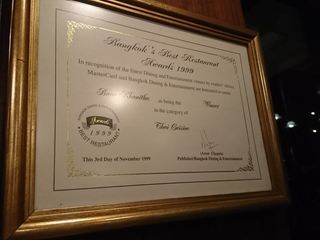 Bangkok's Best Restaurant
Awards 1999
In recognition of the finest Dining and Entertainment venues by readers' choice
MasterCard and Bangkok Dining & Entertainment are honoured to name
Baan Khanitha
as being the Winner
in the category of
Thai Cuisine
Awards
1999
BEST RESTAURANT
This 3rd Day of November 1999
Publisher/Bangkok Dining & Entertainment